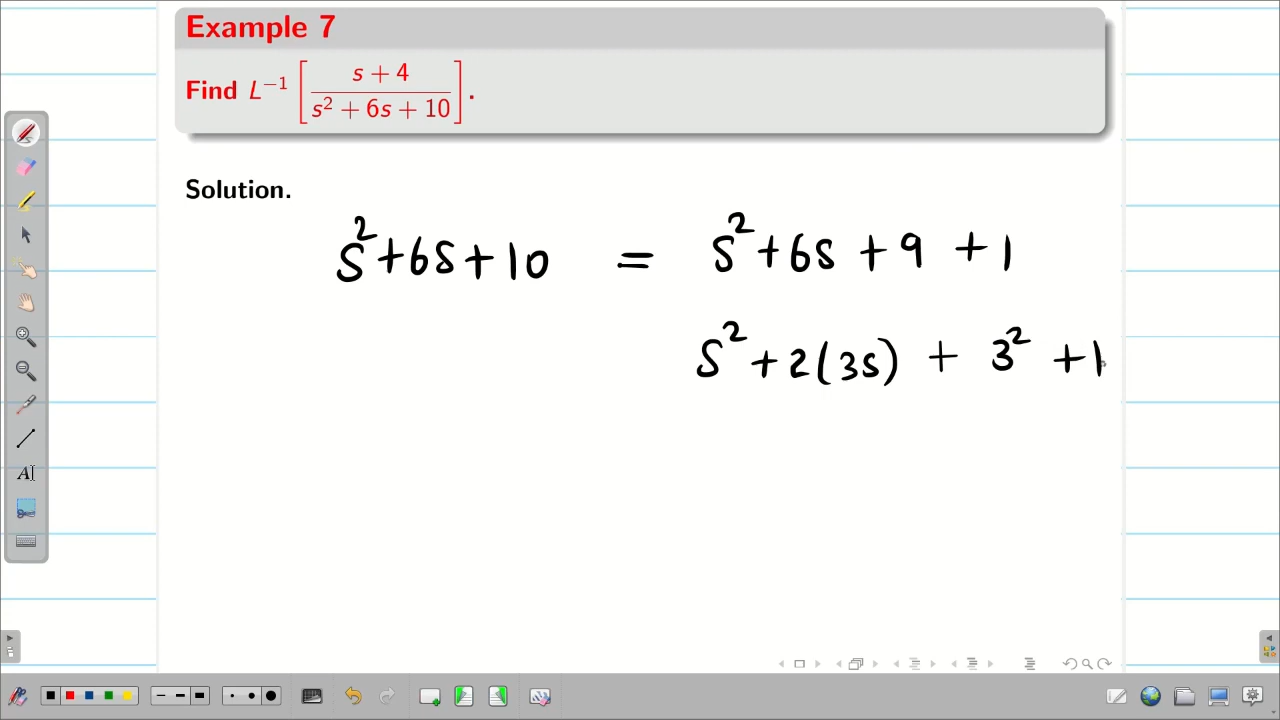 Example 7
Find L⁻¹ [ (s + 4) / (s² + 6s + 10) ].
Solution.
S² + 6S + 10 = S² + 6S + 9 + 1
S² + 2(3S) + 3² + 1